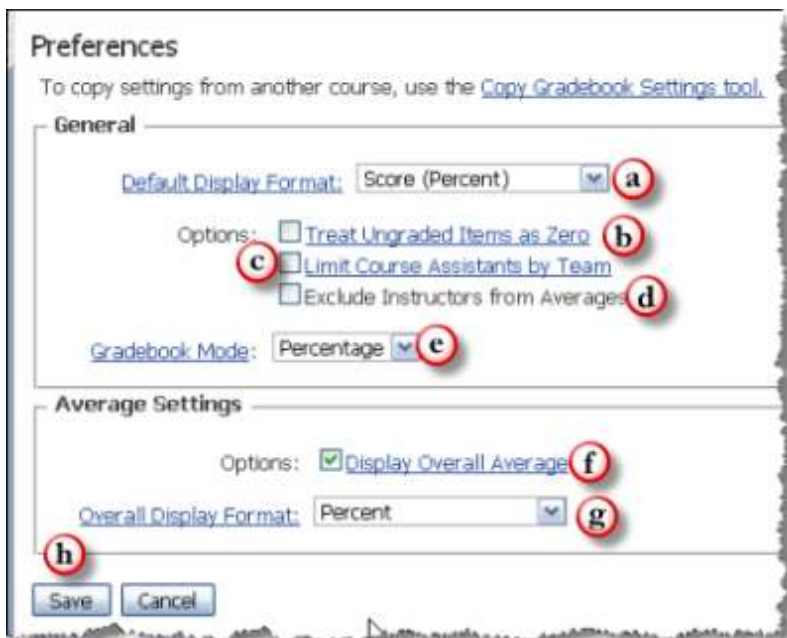 Preferences
To copy settings from another course, use the Copy Gradebook Settings tool.
General
Default Display Format: Score (Percent) a
Options: Treat Ungraded Items as Zero b
c Limit Course Assistants by Team
Exclude Instructors from Averages d
Gradebook Mode: Percentage e
Average Settings
Options: Display Overall Average f
Overall Display Format: Percent g
h
Save Cancel